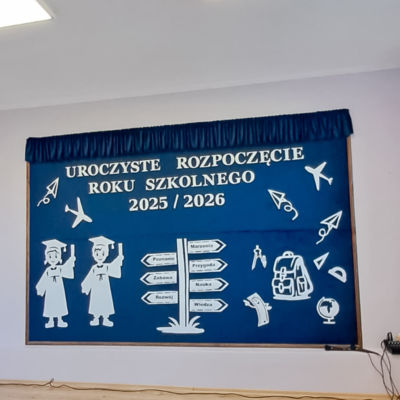 UROCZYSTE ROZPOCZĘCIE
ROKU SZKOLNEGO
2025 / 2026
Marzenia
Poznanie
Przygoda
Zabawa
Nauka
Rozwój
Wiedza